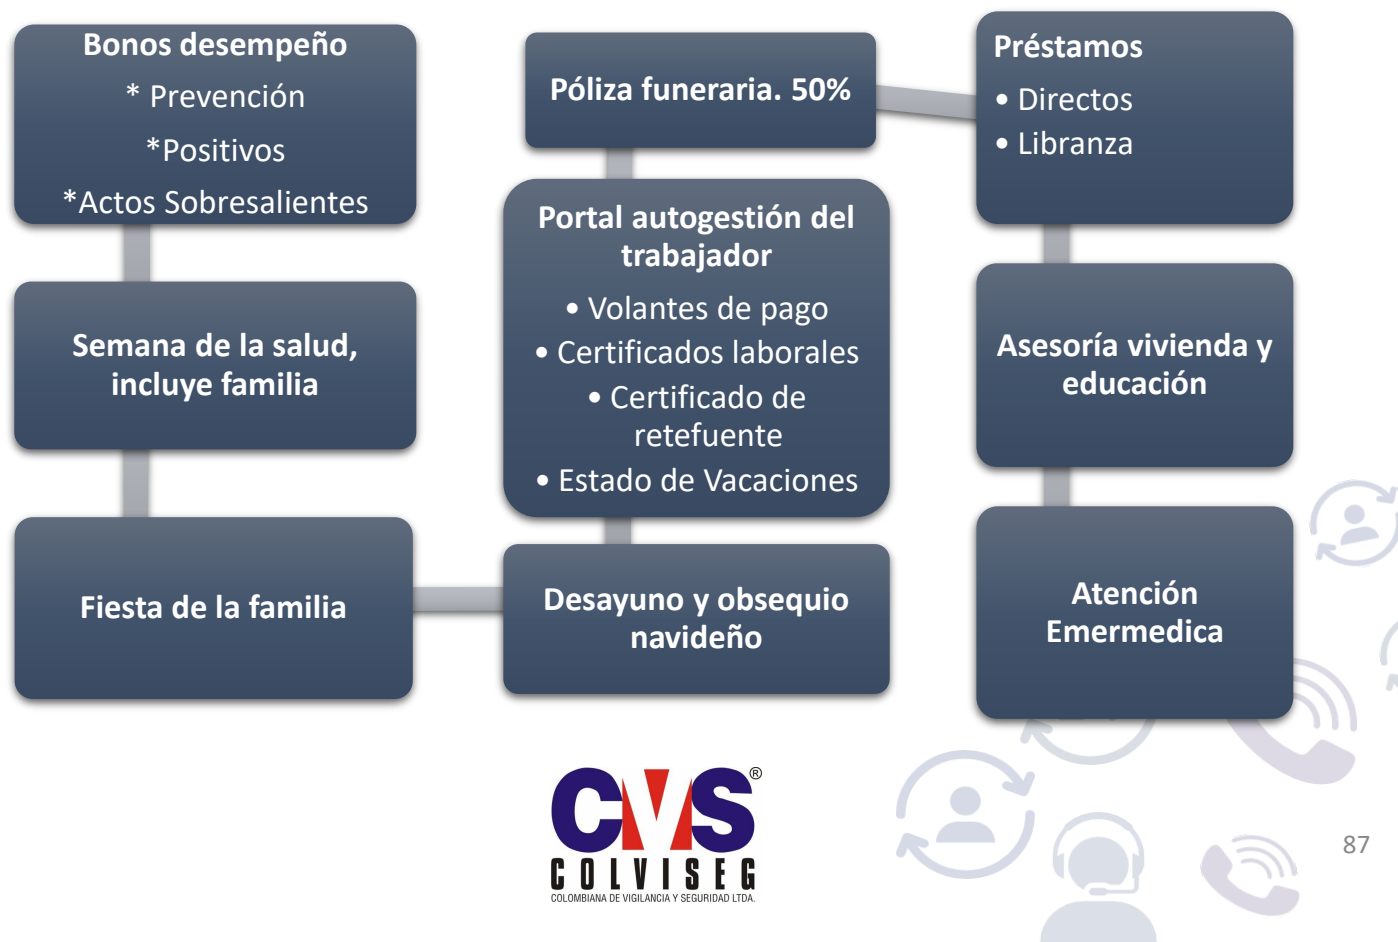 Bonos desempeño
* Prevención
*Positivos
*Actos Sobresalientes
Semana de la salud,
incluye familia
Fiesta de la familia
Desayuno y obsequio
navideño
Portal autogestión del
trabajador
• Volantes de pago
• Certificados laborales
• Certificado de
retefuente
• Estado de Vacaciones
Póliza funeraria. 50%
Préstamos
• Directos
• Libranza
Asesoría vivienda y
educación
Atención
Emermedica
CVS®
COLVISEG
COLOMBIANA DE VIGILANCIA Y SEGURIDAD LTDA.
87